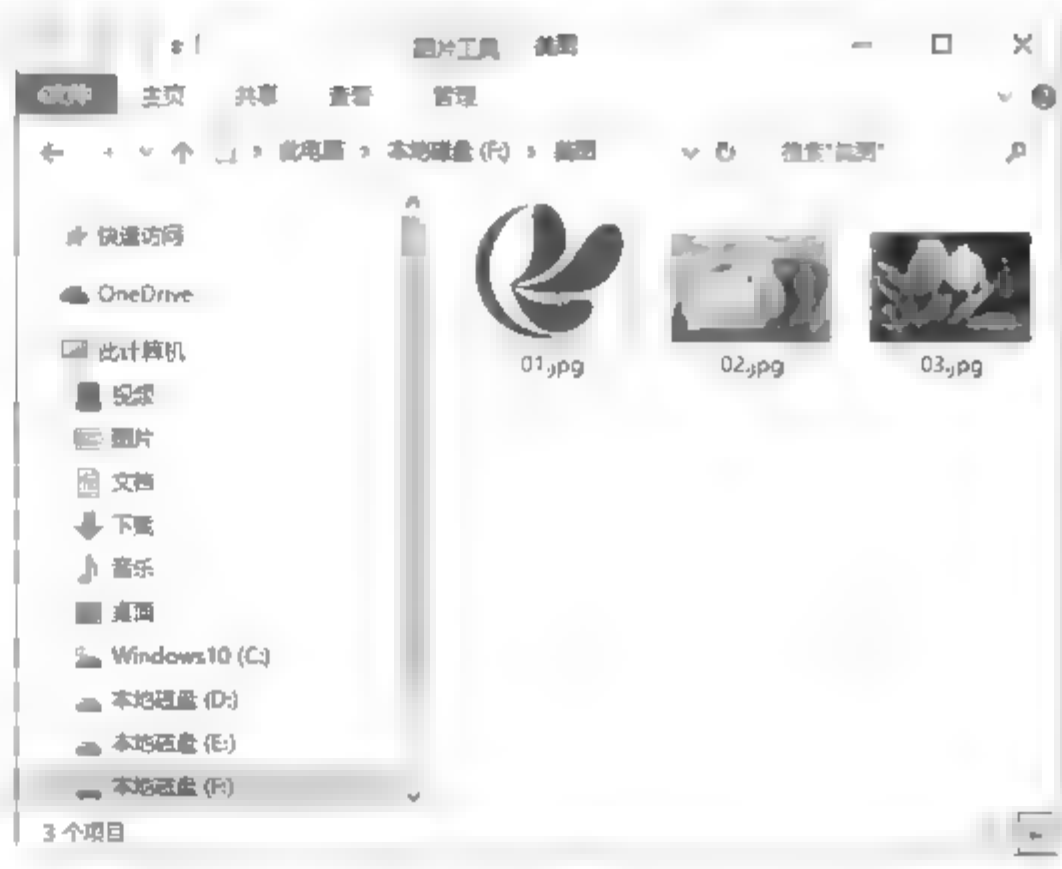 图片工具
文件 主页 共享 查看 管理
此电脑 › 本地磁盘 (F:) ›
快速访问
OneDrive
此计算机
视频
图片
文档
下载
音乐
桌面
Windows10 (C:)
本地磁盘 (D:)
本地磁盘 (E:)
本地磁盘 (F:)
01.jpg 02.jpg 03.jpg
3 个项目